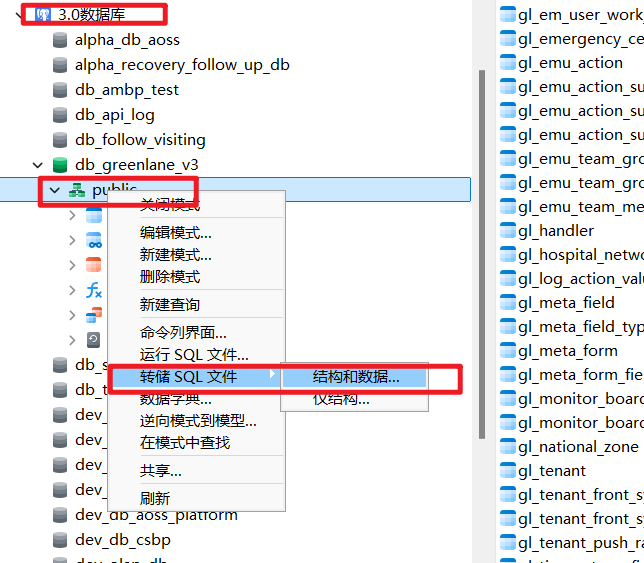 3.0数据库
alpha_db_aoss
alpha_recovery_follow_up_db
db_ambp_test
db_api_log
db_follow_visiting
db_greenlane_v3
public
关闭模式
编辑模式...
新建模式...
删除模式
新建查询
命令列界面...
运行 SQL 文件...
转储 SQL 文件
结构和数据...
仅结构...
数据字典...
逆向模式到模型...
在模式中查找
共享...
刷新
db_s
db_t
dev_
dev_
dev_
dev_
dev_
dev_db_aoss_platform
dev_db_csbp
gl_em_user_work_
gl_emergency_ce
gl_emu_action
gl_emu_action_su
gl_emu_action_su
gl_emu_action_su
gl_emu_team_gro
gl_emu_team_gro
gl_emu_team_me
gl_handler
gl_hospital_netwo
gl_log_action_valu
gl_meta_field
gl_meta_field_typ
gl_meta_form
gl_meta_form_fie
gl_monitor_board
gl_monitor_board
gl_national_zone
gl_tenant
gl_tenant_front_sy
gl_tenant_front_sy
gl_tenant_push_ra